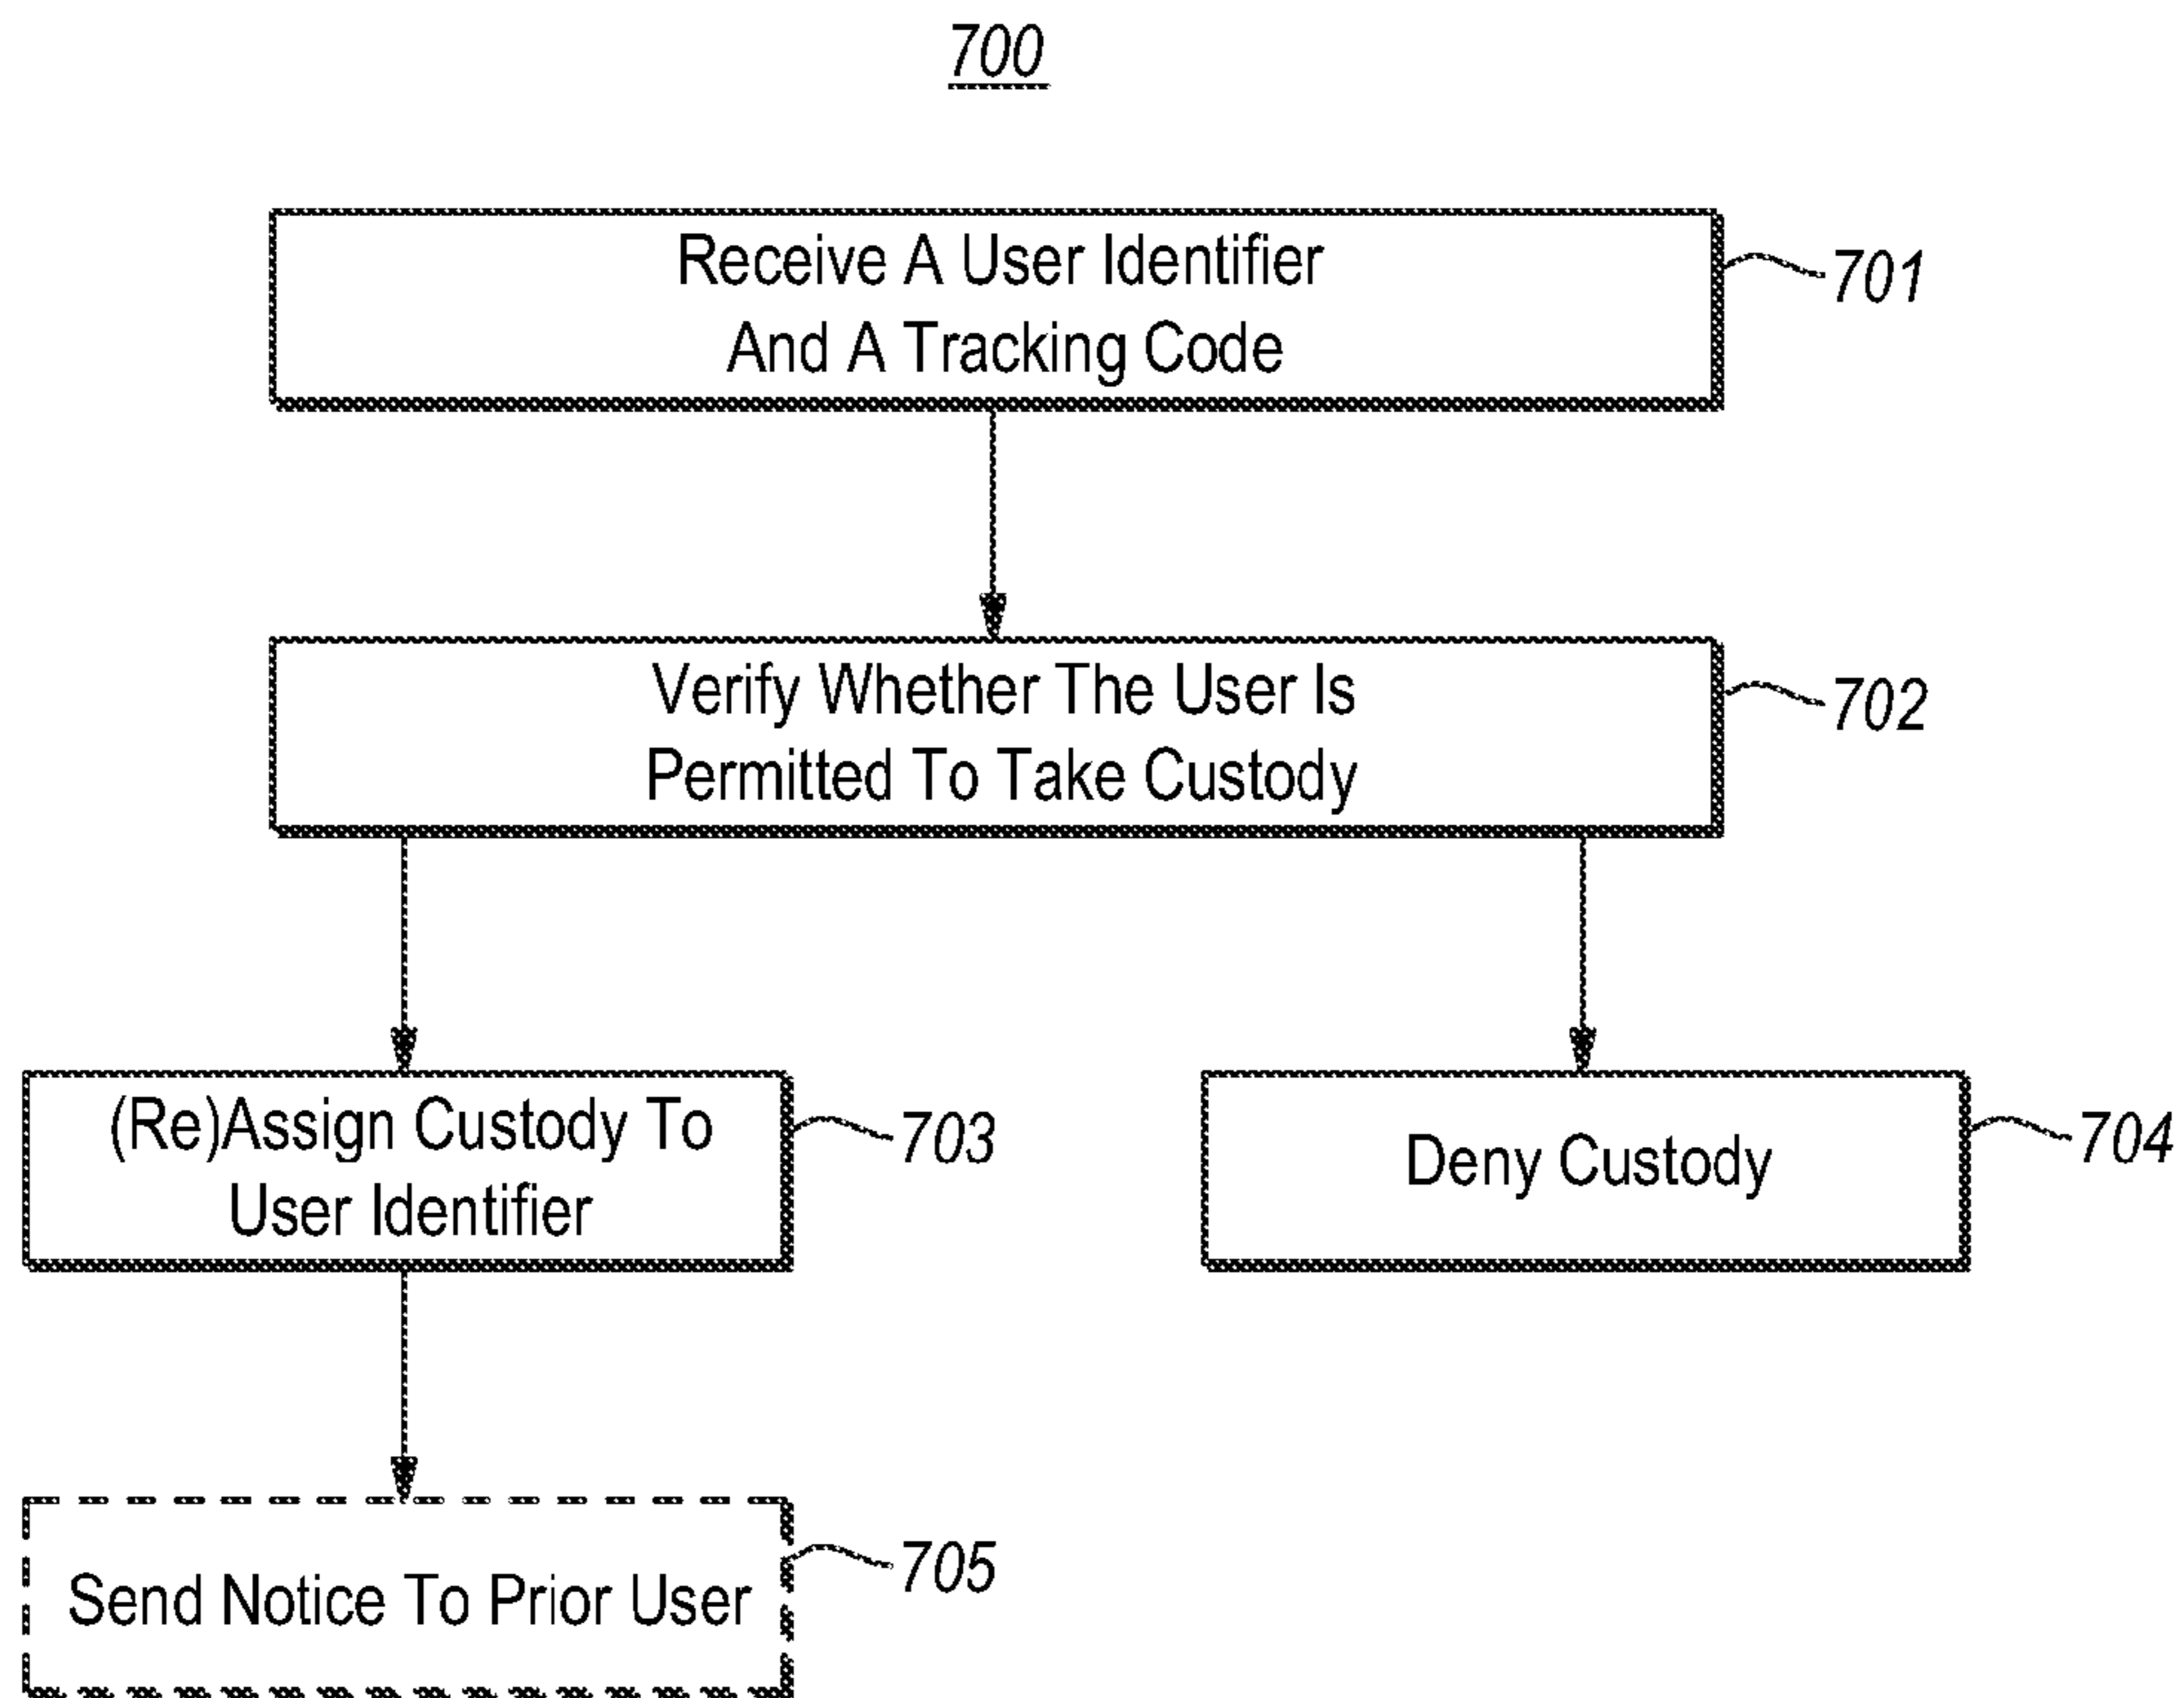 700
Receive A User Identifier
And A Tracking Code
701
Verify Whether The User Is
Permitted To Take Custody
702
(Re)Assign Custody To
User Identifier
703
Deny Custody
704
Send Notice To Prior User
705